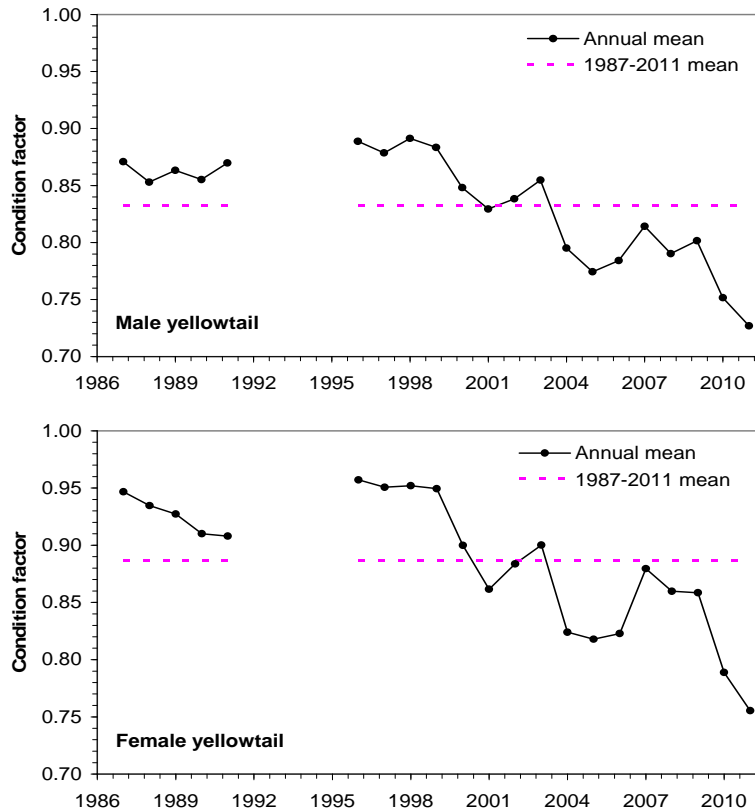 1.00
0.95
0.90
0.85
0.80
0.75
0.70
Condition factor
Annual mean
1987-2011 mean
Male yellowtail
1986 1989 1992 1995 1998 2001 2004 2007 2010
1.00
0.95
0.90
0.85
0.80
0.75
0.70
Condition factor
Annual mean
1987-2011 mean
Female yellowtail
1986 1989 1992 1995 1998 2001 2004 2007 2010